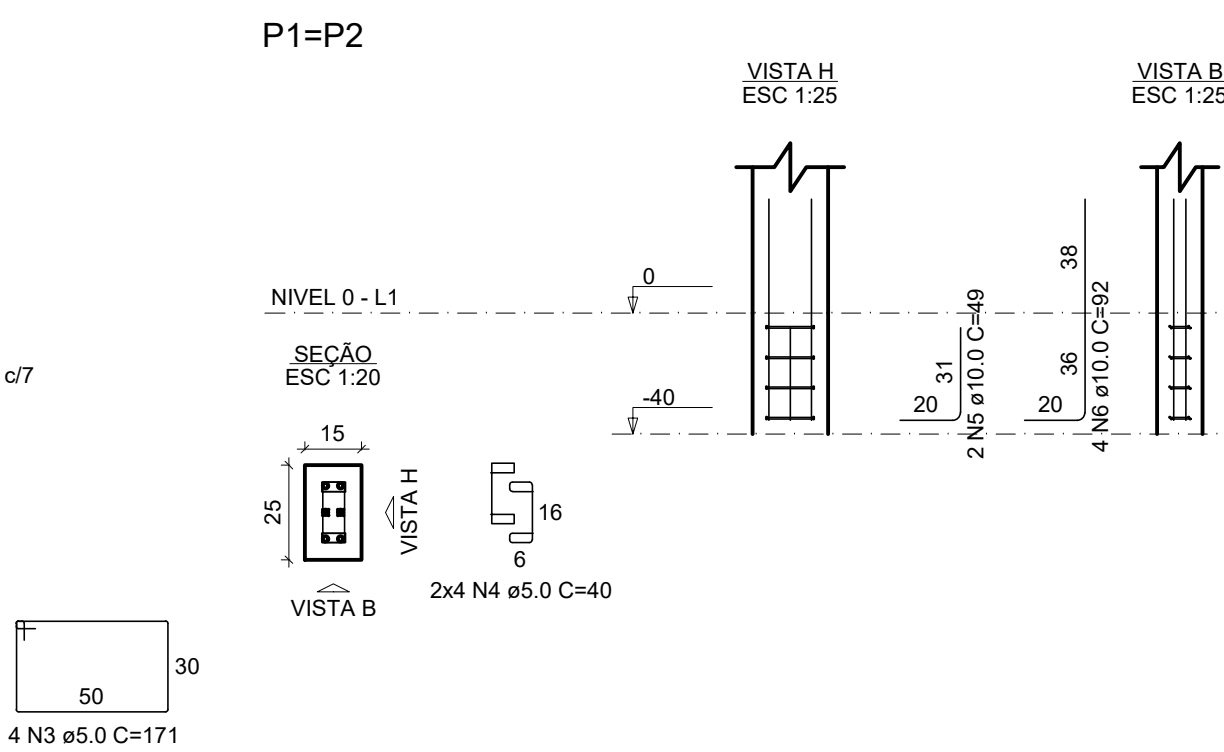 P1=P2
VISTA H
ESC 1:25
VISTA B
ESC 1:25
0
NIVEL 0 - L1
38
SEÇÃO
ESC 1:20
c/7
31
20
2 N5 ø10.0 C=49
36
20
4 N6 ø10.0 C=92
-40
15
25
VISTA H
16
6
VISTA B
2x4 N4 ø5.0 C=40
30
50
4 N3 ø5.0 C=171